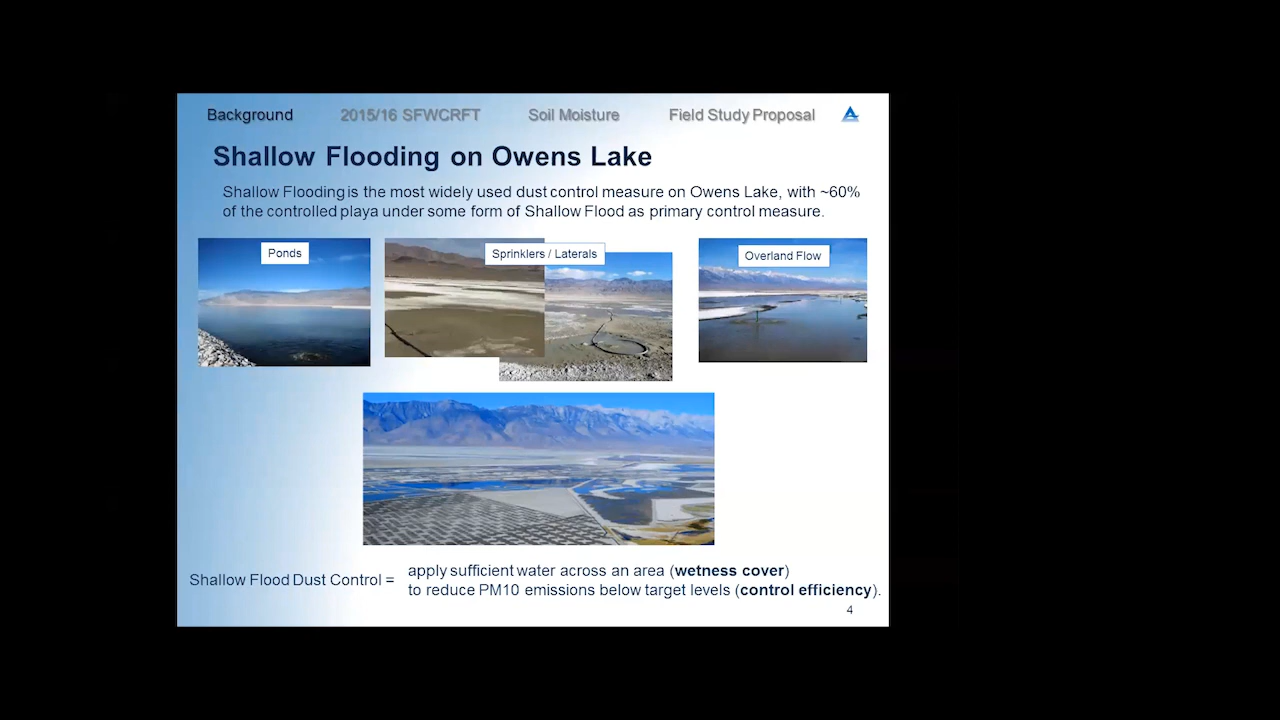 Background 2015/16 SFWCRFT Soil Moisture Field Study Proposal
Shallow Flooding on Owens Lake
Shallow Flooding is the most widely used dust control measure on Owens Lake, with ~60%
of the controlled playa under some form of Shallow Flood as primary control measure.
Ponds
Sprinklers / Laterals
Overland Flow
Shallow Flood Dust Control =
apply sufficient water across an area (wetness cover)
to reduce PM10 emissions below target levels (control efficiency).
4